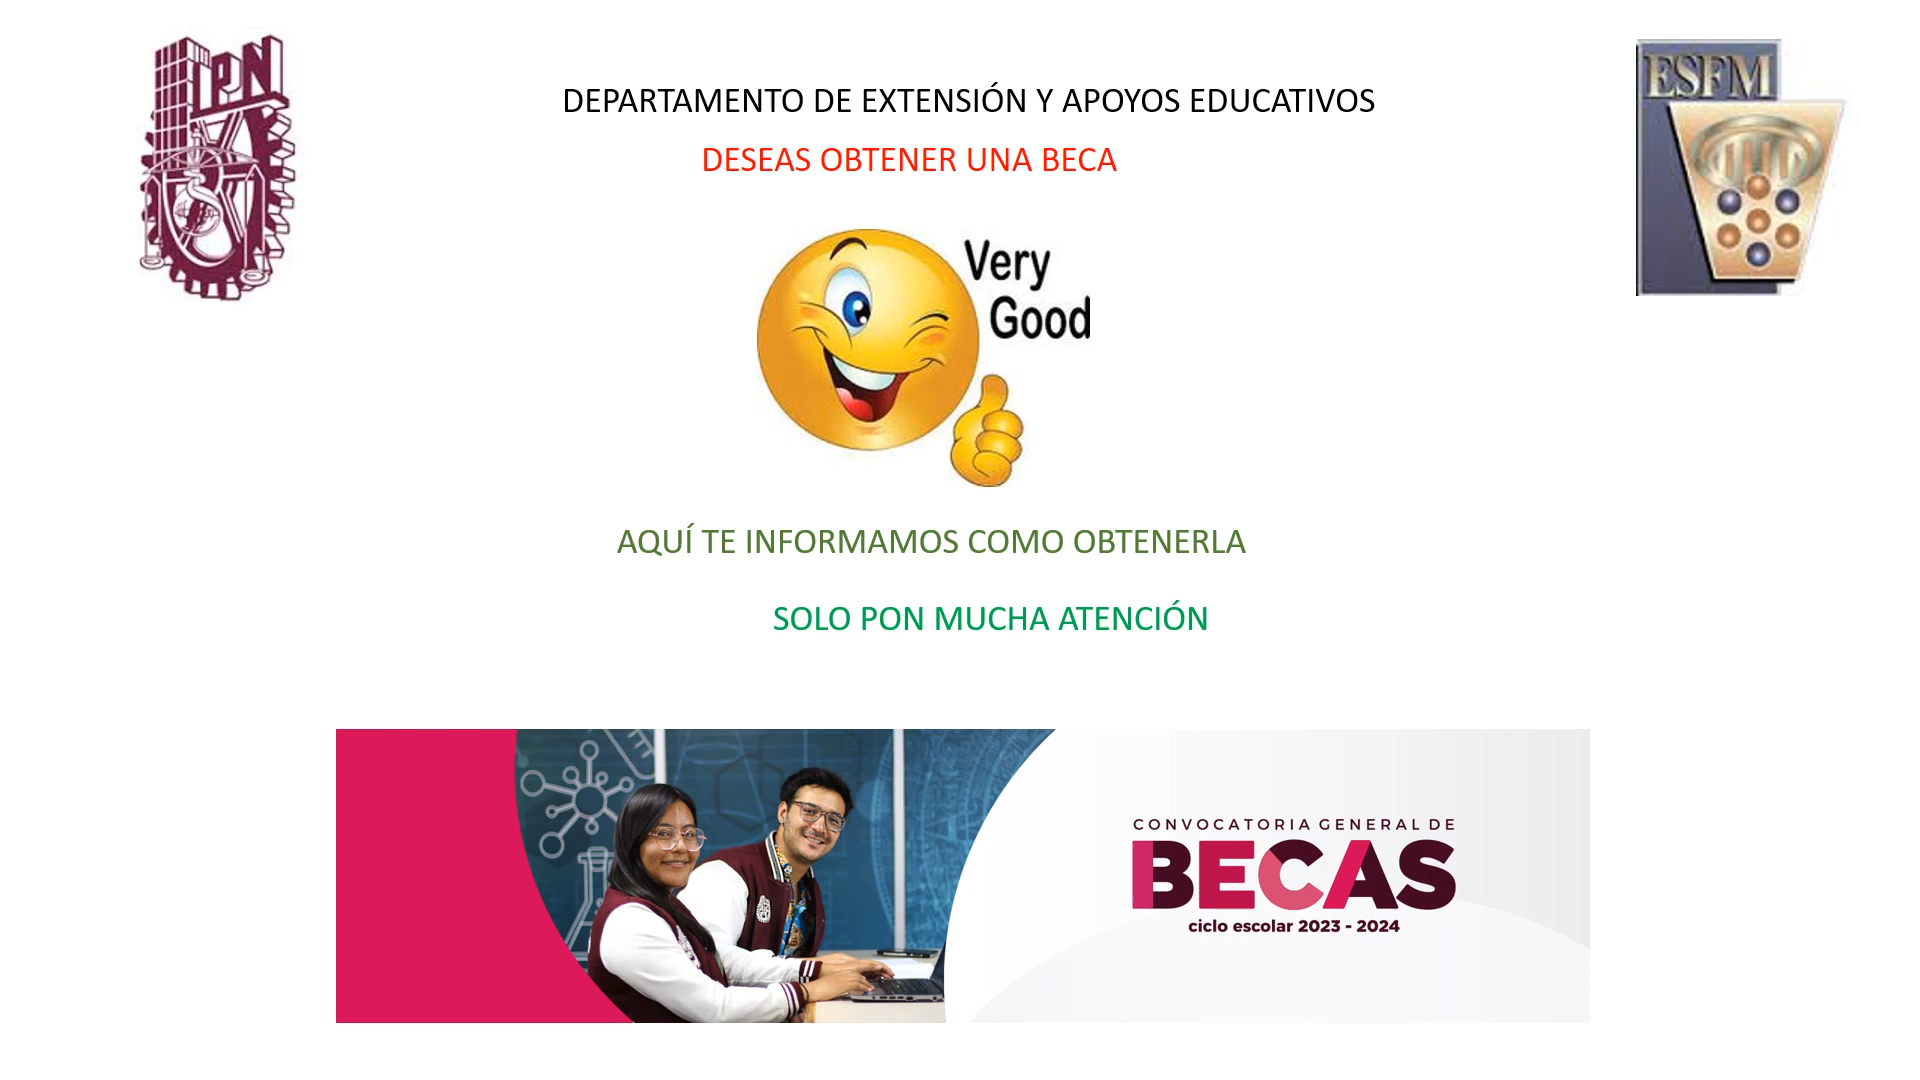 IPN
ESFM
DEPARTAMENTO DE EXTENSIÓN Y APOYOS EDUCATIVOS
DESEAS OBTENER UNA BECA
Very
Good
AQUÍ TE INFORMAMOS COMO OBTENERLA
SOLO PON MUCHA ATENCIÓN
CONVOCATORIA GENERAL DE
BECAS
ciclo escolar 2023 - 2024